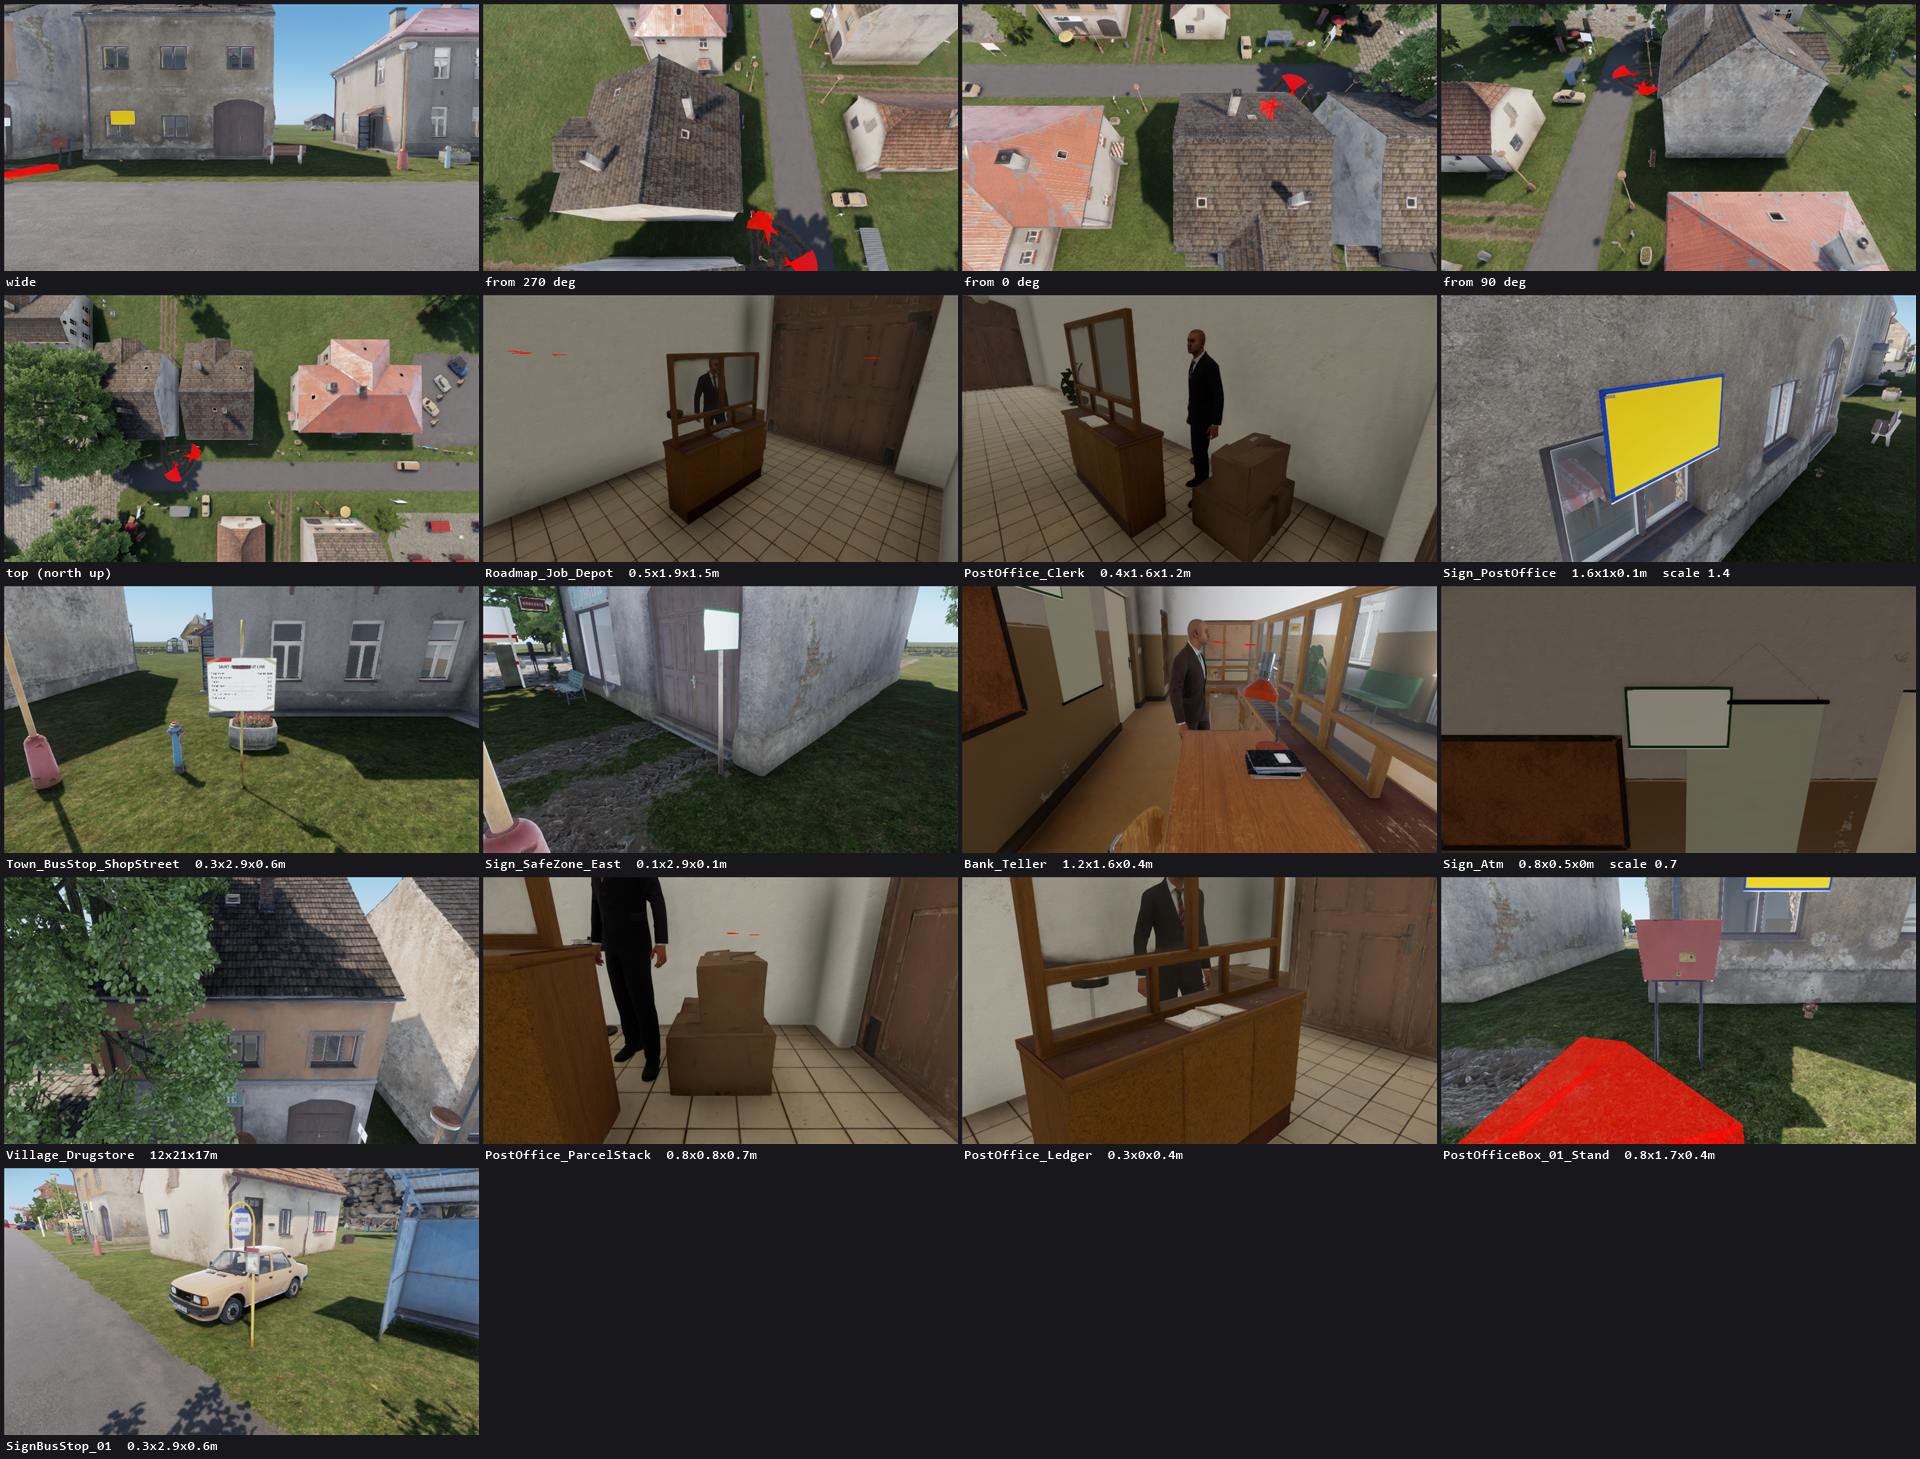 wide
from 270 deg
from 0 deg
from 90 deg
top (north up)
Roadmap_Job_Depot  0.5x1.9x1.5m
PostOffice_Clerk  0.4x1.6x1.2m
Sign_PostOffice  1.6x1x0.1m  scale 1.4
Town_BusStop_ShopStreet  0.3x2.9x0.6m
Sign_SafeZone_East  0.1x2.9x0.1m
Bank_Teller  1.2x1.6x0.4m
Sign_Atm  0.8x0.5x0m  scale 0.7
Village_Drugstore  12x21x17m
PostOffice_ParcelStack  0.8x0.8x0.7m
PostOffice_Ledger  0.3x0x0.4m
PostOfficeBox_01_Stand  0.8x1.7x0.4m
SignBusStop_01  0.3x2.9x0.6m